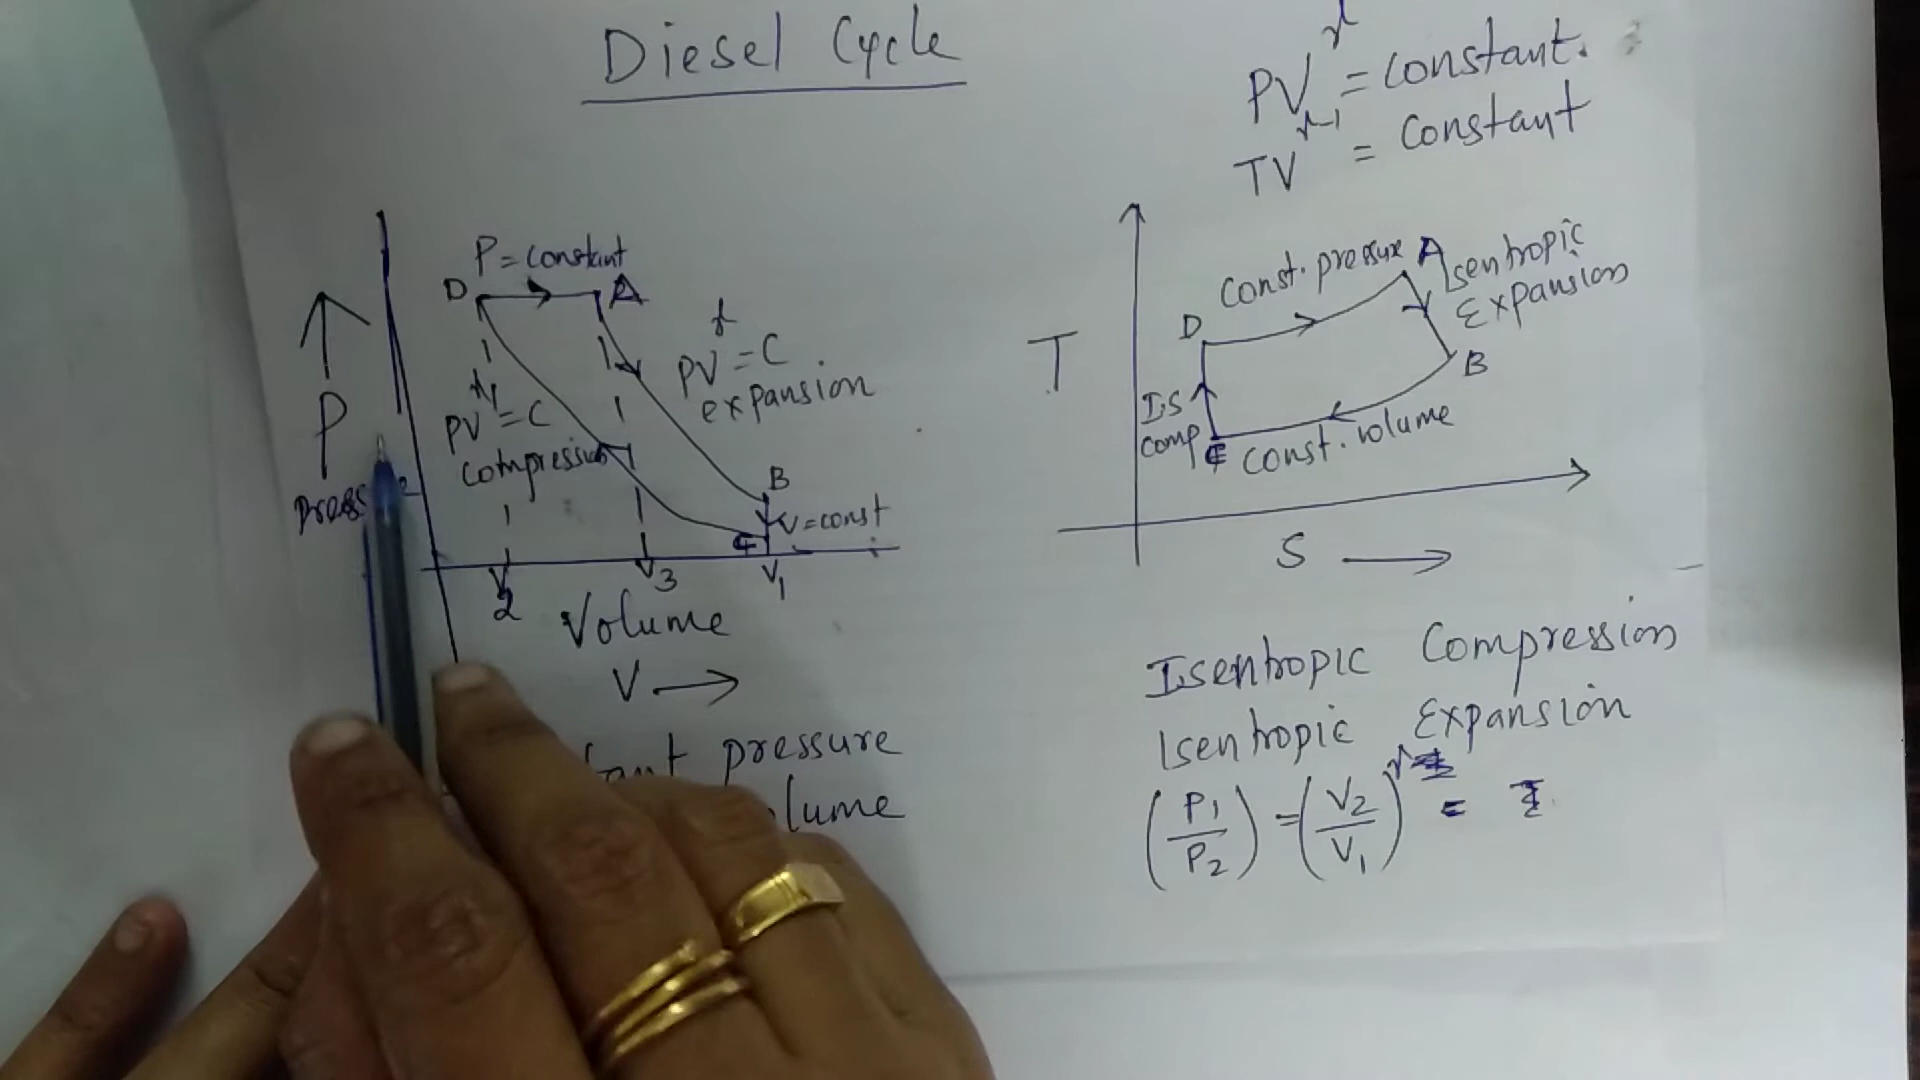 Diesel Cycle
PV^γ = constant.
TV^γ-1 = constant
P = constant
D
A
PV^γ = C
expansion
PV^γ = C
compression
B
V = const
C
P
Press
V2
V3
V1
Volume
V →
pressure
T
D
Const. pressure
A
Isentropic
Expansion
B
Is
comp
C
const. volume
S →
Isentropic Compression
Isentropic Expansion
(P1/P2) = (V2/V1)^γ =